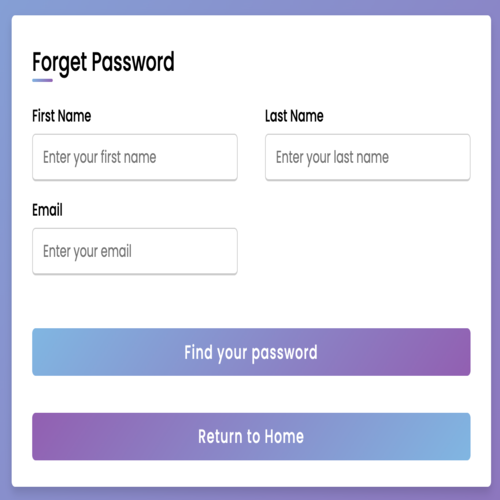 Forget Password
First Name
Last Name
Enter your first name
Enter your last name
Email
Enter your email
Find your password
Return to Home